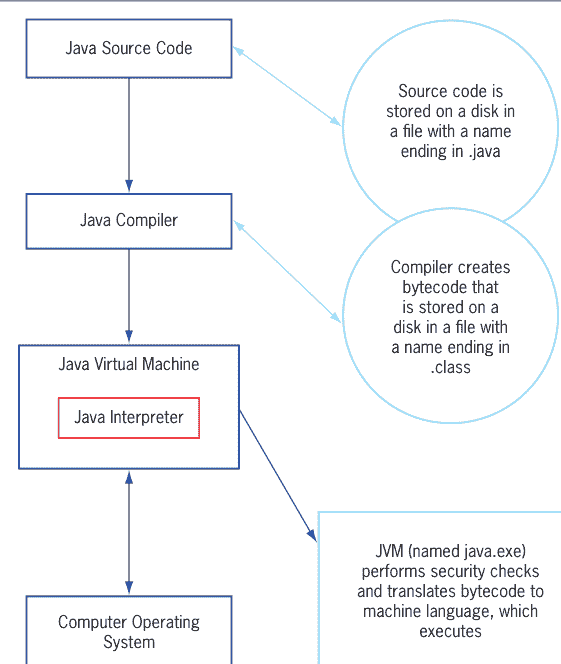 Java Source Code
Source code is
stored on a disk in
a file with a name
ending in .java
Java Compiler
Compiler creates
bytecode that
is stored on a
disk in a file with
a name ending in
.class
Java Virtual Machine
Java Interpreter
JVM (named java.exe)
performs security checks
and translates bytecode to
machine language, which
executes
Computer Operating
System